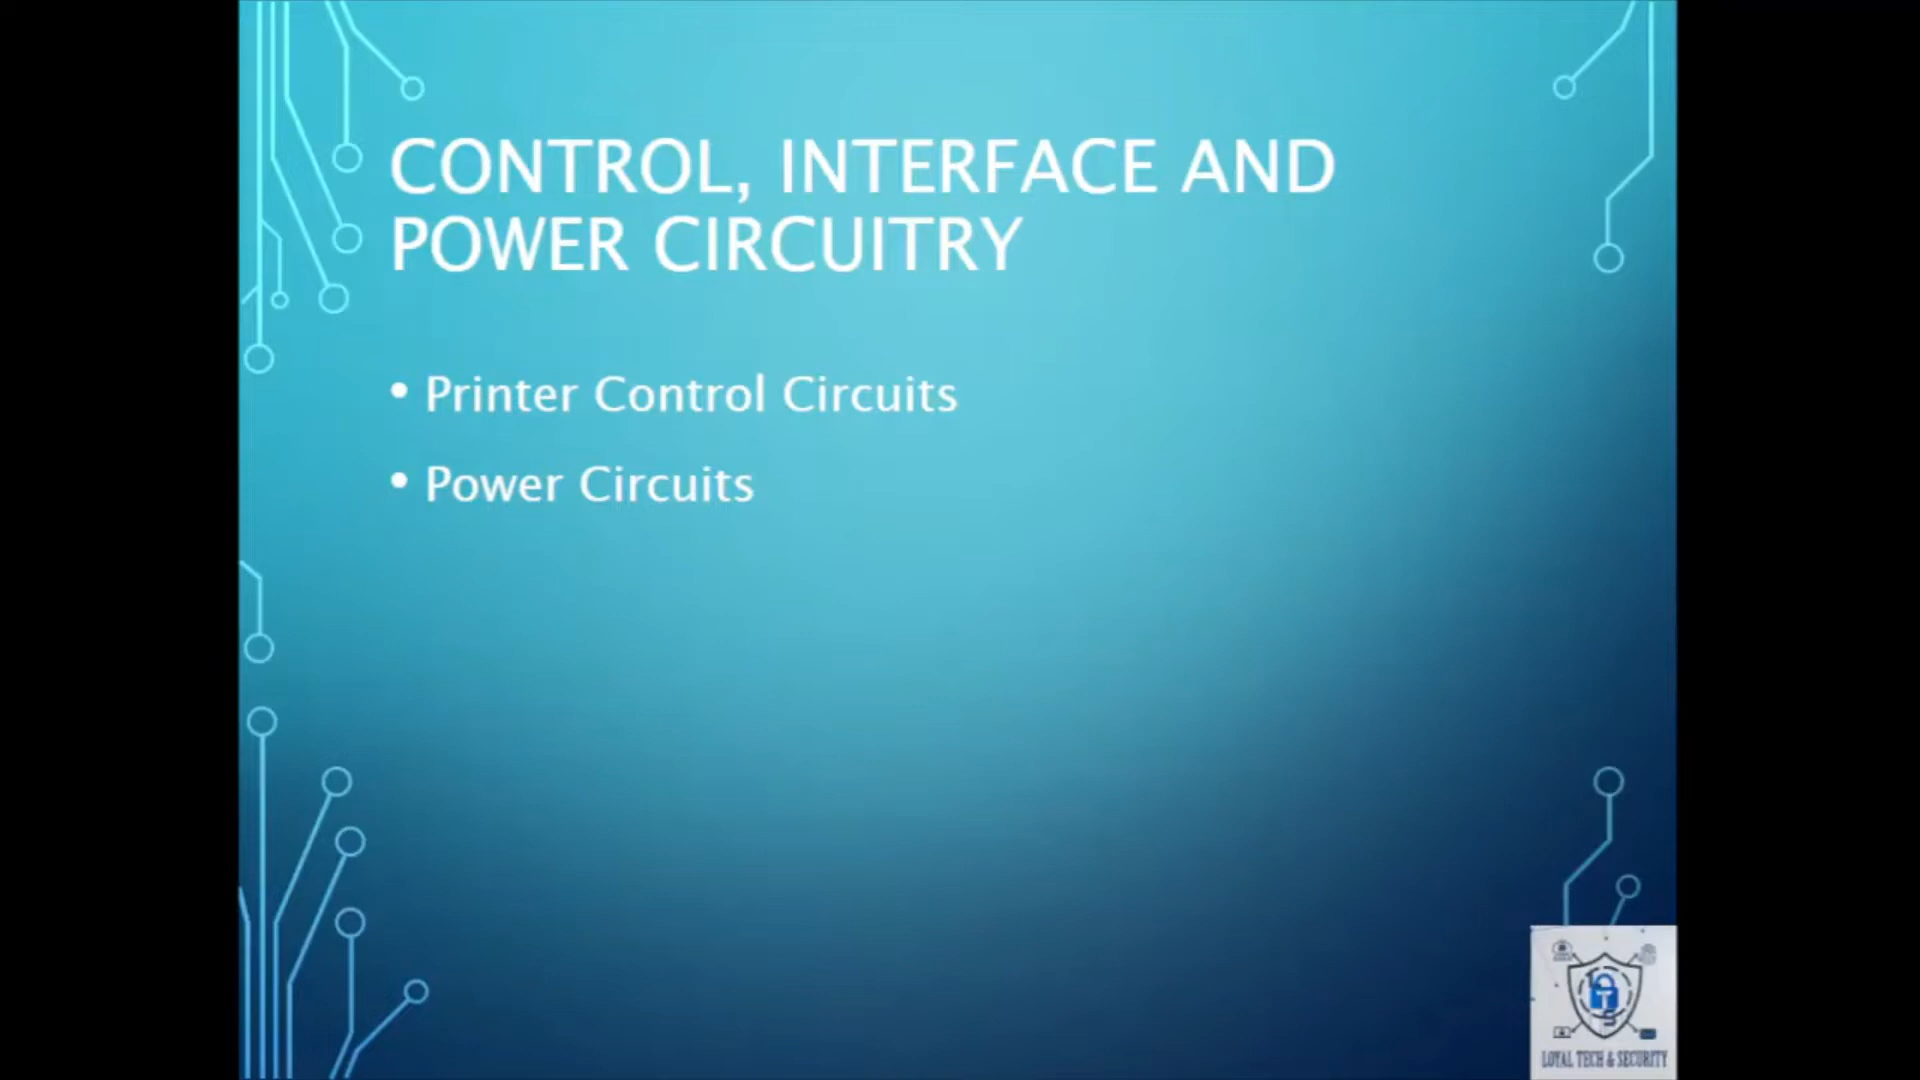 CONTROL, INTERFACE AND
POWER CIRCUITRY
• Printer Control Circuits
• Power Circuits
LOYAL TECH & SECURITY